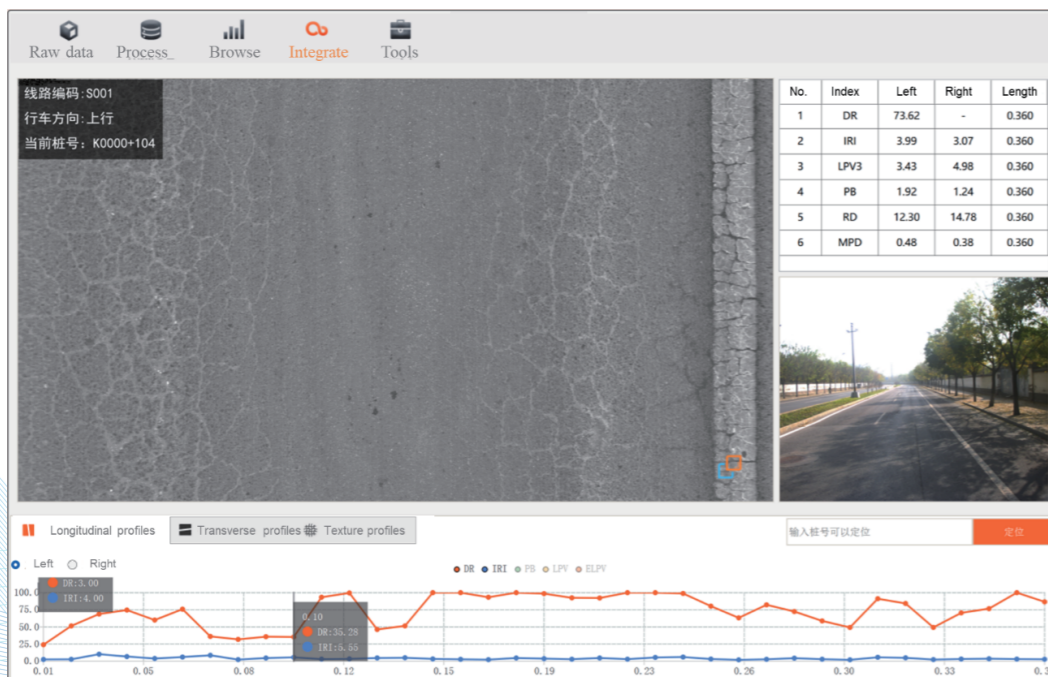 Raw data Process_ Browse Integrate Tools
线路编码:S001
行车方向:上行
当前桩号: K0000+104
No. Index Left Right Length
1 DR 73.62 - 0.360
2 IRI 3.99 3.07 0.360
3 LPV3 3.43 4.98 0.360
4 PB 1.92 1.24 0.360
5 RD 12.30 14.78 0.360
6 MPD 0.48 0.38 0.360
Longitudinal profiles Transverse profiles Texture profiles
输入桩号可以定位 定位
Left Right
DR IRI PB LPV ELPV
DR:3.00
IRI:4.00
100.0
75.0
50.0
25.0
0.0
0.10
DR:35.28
IRI:5.55
0.01 0.05 0.08 0.12 0.15 0.19 0.23 0.26 0.30